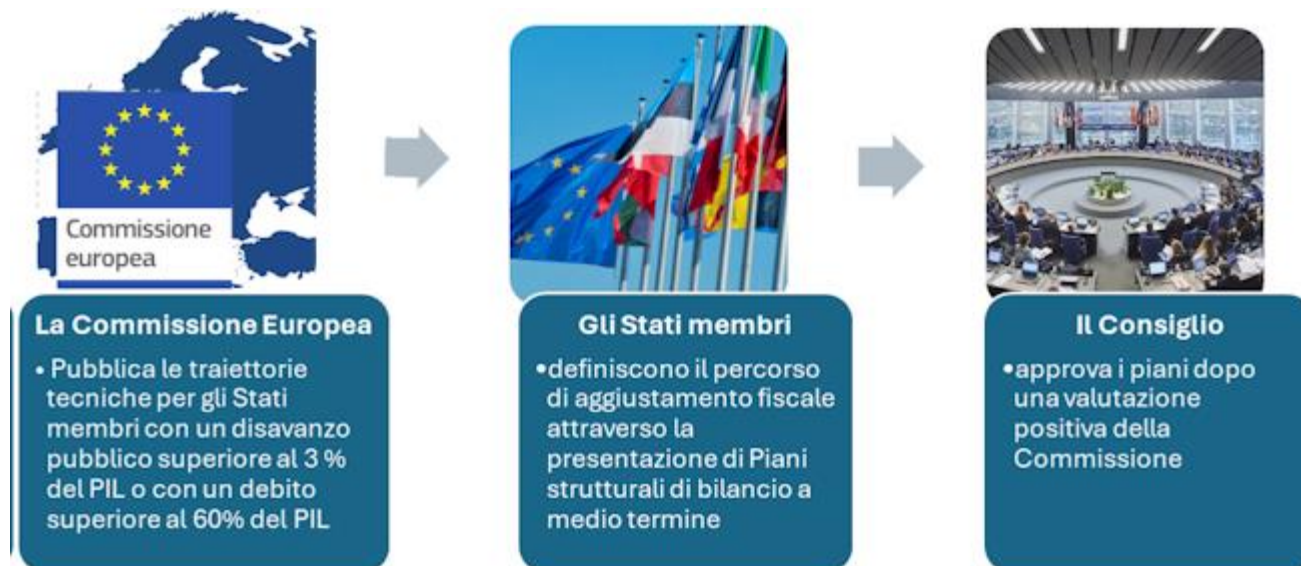 Commissione
europea
La Commissione Europea
• Pubblica le traiettorie
tecniche per gli Stati
membri con un disavanzo
pubblico superiore al 3 %
del PIL o con un debito
superiore al 60% del PIL
Gli Stati membri
•definiscono il percorso
di aggiustamento fiscale
attraverso la
presentazione di Piani
strutturali di bilancio a
medio termine
Il Consiglio
•approva i piani dopo
una valutazione
positiva della
Commissione